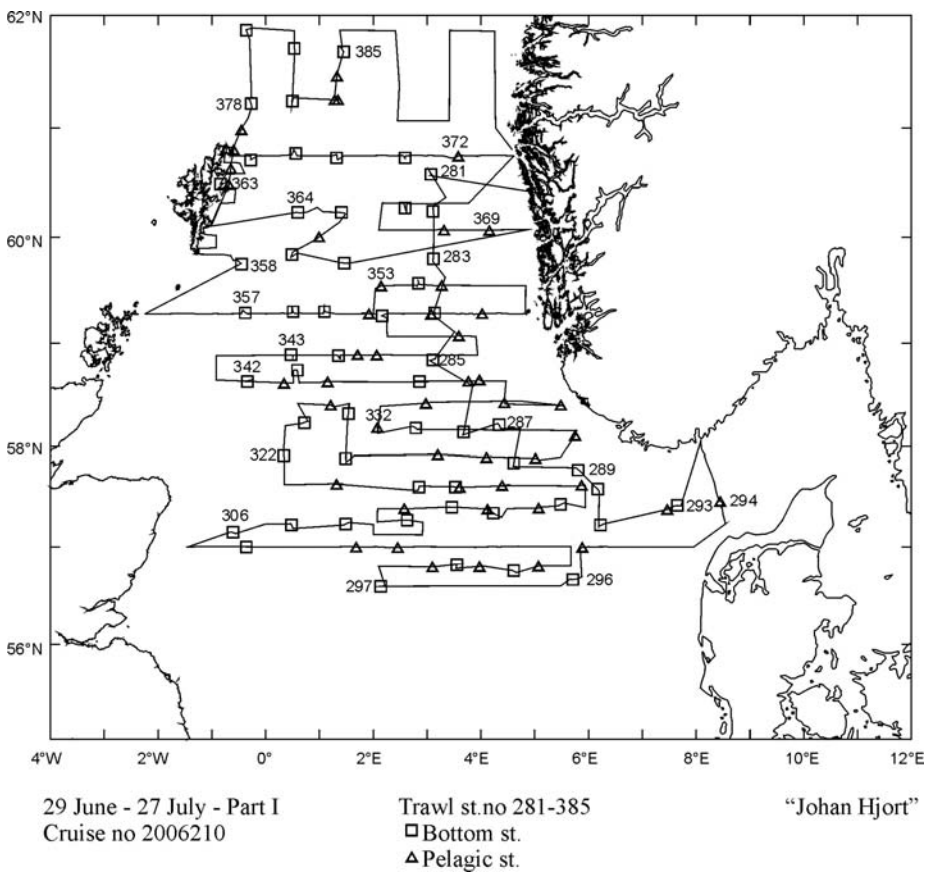 62°N
385
378
372
281
363
364
60°N
369
283
358
353
357
343
285
342
332
287
58°N
322
289
293
294
306
296
297
56°N
4°W 2° 0° 2°E 4°E 6°E 8°E 10°E 12°E
29 June - 27 July - Part I
Trawl st.no 281-385
“Johan Hjort”
Cruise no 2006210
Bottom st.
Pelagic st.